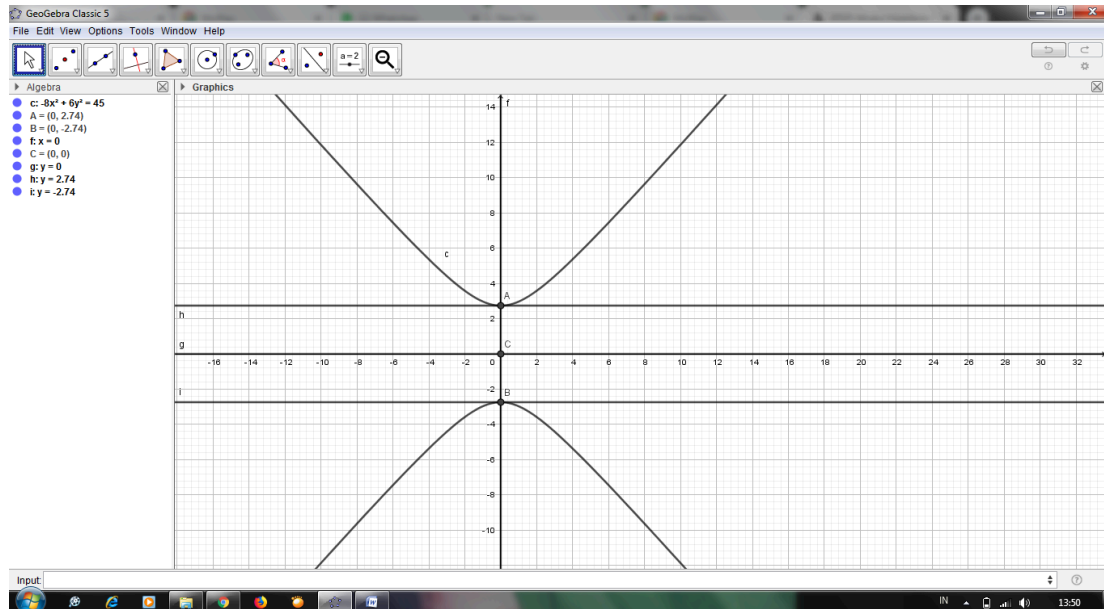 GeoGebra Classic 5
File Edit View Options Tools Window Help
a = 2
Algebra
Graphics
c: -8x² + 6y² = 45
A = (0, 2.74)
B = (0, -2.74)
f: x = 0
C = (0, 0)
g: y = 0
h: y = 2.74
i: y = -2.74
f
14
12
10
8
6
c
4
A
2
h
g
C
-16 -14 -12 -10 -8 -6 -4 -2 0 2 4 6 8 10 12 14 16 18 20 22 24 26 28 30 32
-2
i
B
-4
-6
-8
-10
Input:
IN
13:50